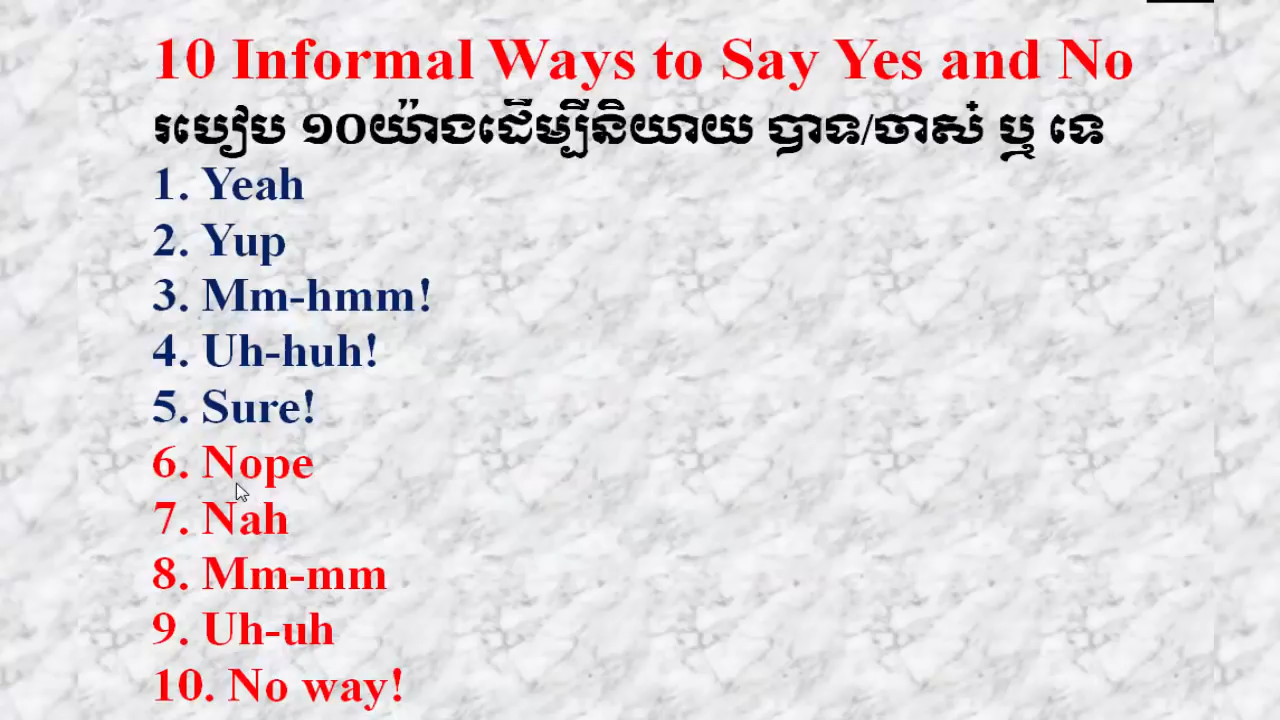 10 Informal Ways to Say Yes and No
របៀប ១០យ៉ាងដើម្បីនិយាយ បាទ/ចាស៎ ឬ ទេ
1. Yeah
2. Yup
3. Mm-hmm!
4. Uh-huh!
5. Sure!
6. Nope
7. Nah
8. Mm-mm
9. Uh-uh
10. No way!